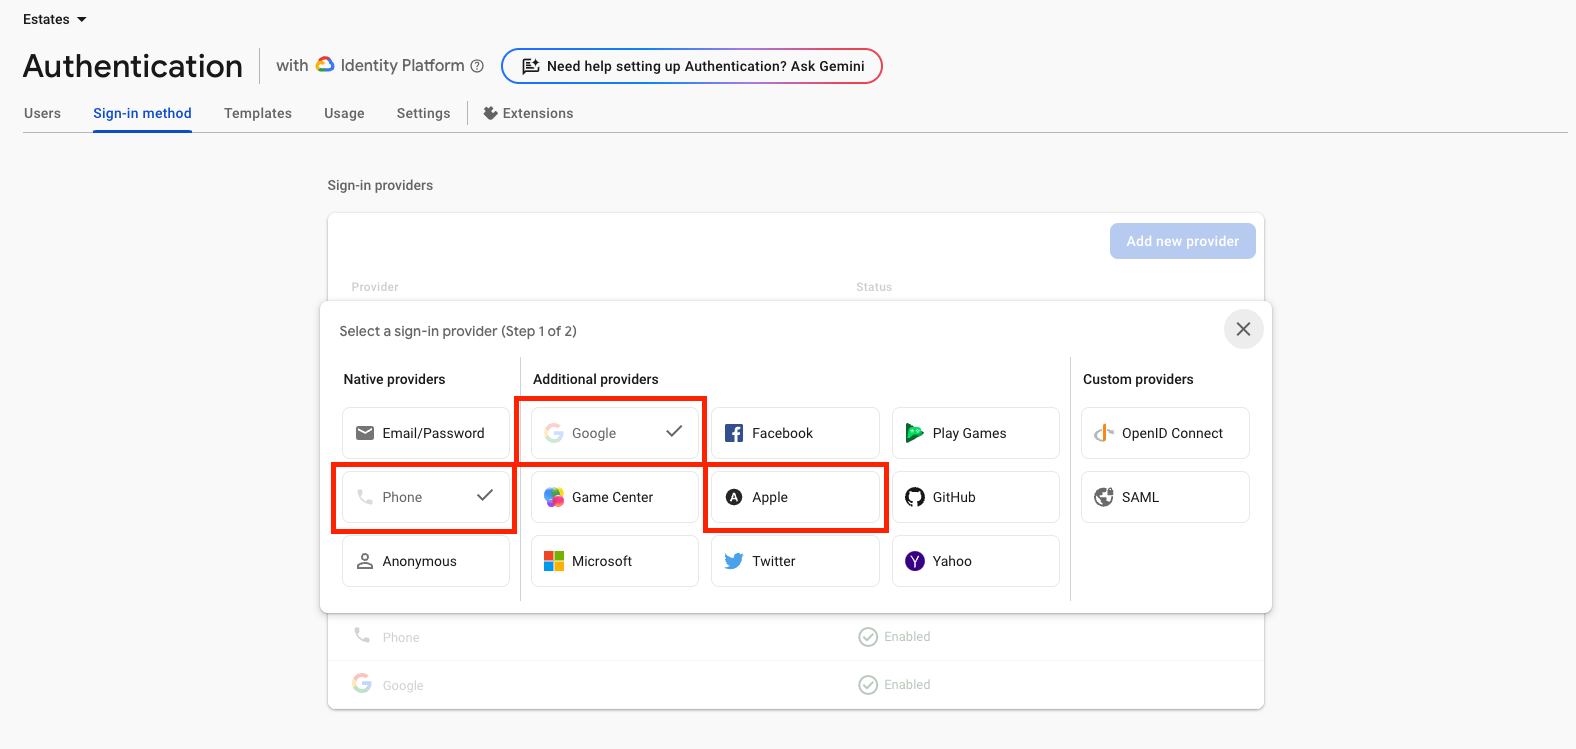 Estates
Authentication
with Identity Platform
Need help setting up Authentication? Ask Gemini
Users
Sign-in method
Templates
Usage
Settings
Extensions
Sign-in providers
Add new provider
Provider
Status
Select a sign-in provider (Step 1 of 2)
Native providers
Email/Password
Phone
Anonymous
Additional providers
Google
Facebook
Play Games
Game Center
Apple
GitHub
Microsoft
Twitter
Yahoo
Custom providers
OpenID Connect
SAML
Phone
Enabled
Google
Enabled